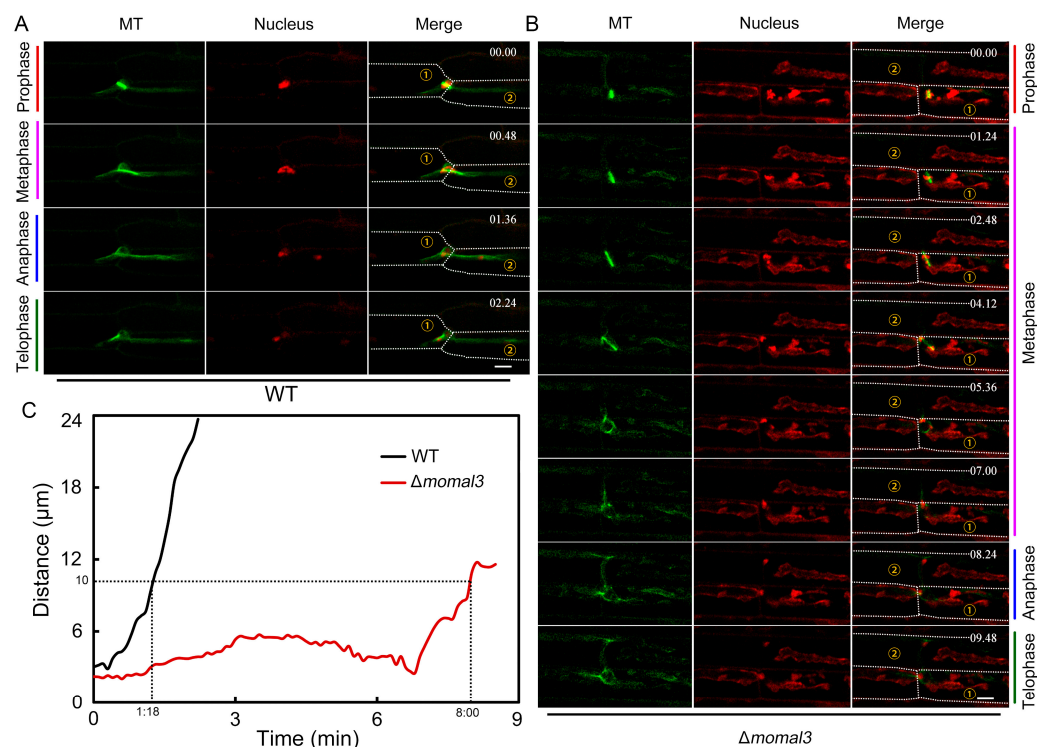 A
MT
Nucleus
Merge
Prophase
00.00
①
②
Metaphase
00.48
①
②
Anaphase
01.36
①
②
Telophase
02.24
①
②
WT
B
MT
Nucleus
Merge
00.00
②
①
Prophase
01.24
②
①
02.48
②
①
04.12
②
①
Metaphase
05.36
②
①
07.00
②
①
08.24
②
①
Anaphase
09.48
②
①
Telophase
Δmomal3
C
24
18
12
10
6
0
Distance (μm)
WT
Δmomal3
0
1:18
3
6
8:00
9
Time (min)